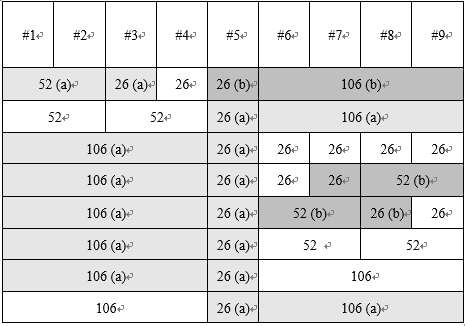 #1 #2 #3 #4 #5 #6 #7 #8 #9
52 (a) 26 (a) 26 26 (b) 106 (b)
52 52 26 (a) 106 (a)
106 (a) 26 (a) 26 26 26 26
106 (a) 26 (a) 26 26 52 (b)
106 (a) 26 (a) 52 (b) 26 (b) 26
106 (a) 26 (a) 52 52
106 (a) 26 (a) 106
106 26 (a) 106 (a)